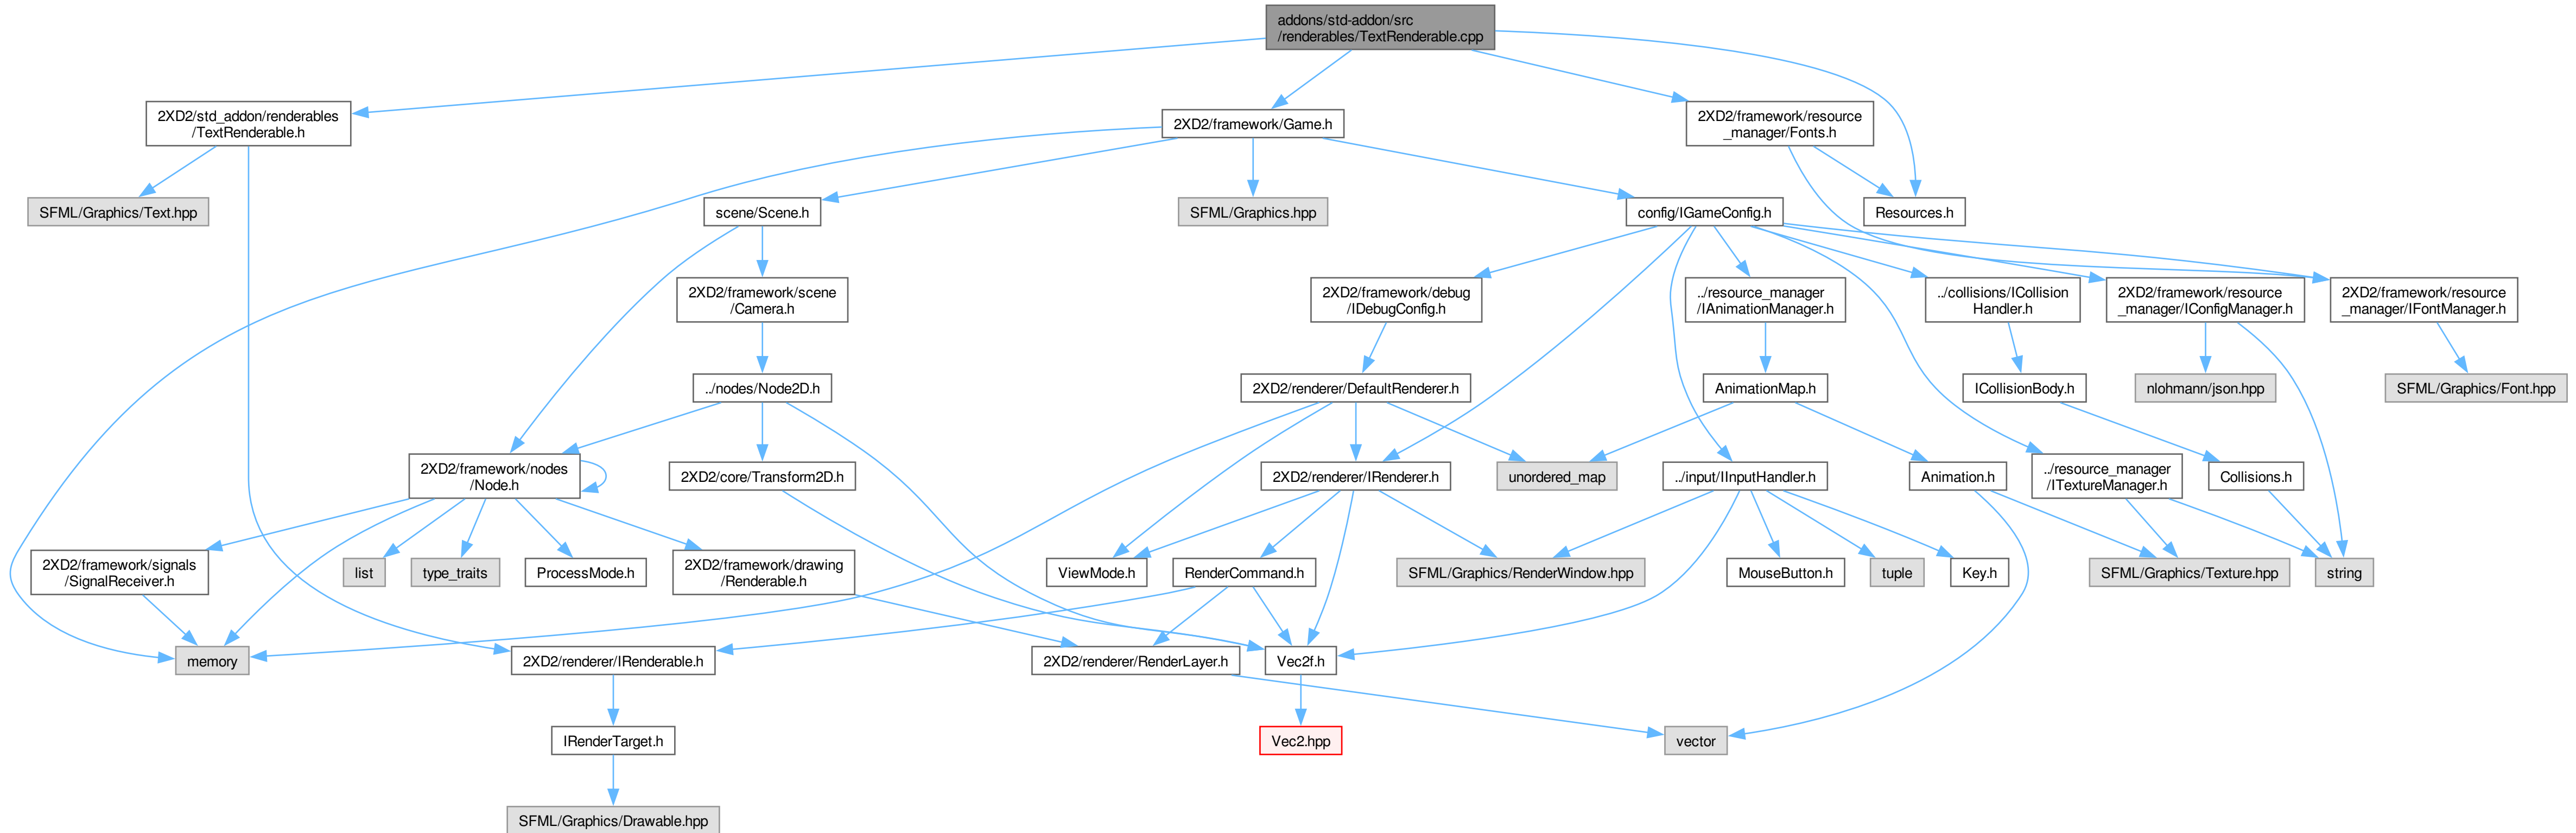 addons/std-addon/src
/renderables/TextRenderable.cpp
2XD2/std_addon/renderables
/TextRenderable.h
2XD2/framework/Game.h
2XD2/framework/resource
_manager/Fonts.h
SFML/Graphics/Text.hpp
scene/Scene.h
SFML/Graphics.hpp
config/IGameConfig.h
Resources.h
2XD2/framework/scene
/Camera.h
2XD2/framework/debug
/IDebugConfig.h
../resource_manager
/IAnimationManager.h
../collisions/ICollision
Handler.h
2XD2/framework/resource
_manager/IConfigManager.h
2XD2/framework/resource
_manager/IFontManager.h
../nodes/Node2D.h
2XD2/renderer/DefaultRenderer.h
AnimationMap.h
ICollisionBody.h
nlohmann/json.hpp
SFML/Graphics/Font.hpp
2XD2/framework/nodes
/Node.h
2XD2/core/Transform2D.h
2XD2/renderer/IRenderer.h
unordered_map
../input/IInputHandler.h
Animation.h
../resource_manager
/ITextureManager.h
Collisions.h
2XD2/framework/signals
/SignalReceiver.h
list
type_traits
ProcessMode.h
2XD2/framework/drawing
/Renderable.h
ViewMode.h
RenderCommand.h
SFML/Graphics/RenderWindow.hpp
MouseButton.h
tuple
Key.h
SFML/Graphics/Texture.hpp
string
memory
2XD2/renderer/IRenderable.h
2XD2/renderer/RenderLayer.h
Vec2f.h
IRenderTarget.h
Vec2.hpp
vector
SFML/Graphics/Drawable.hpp